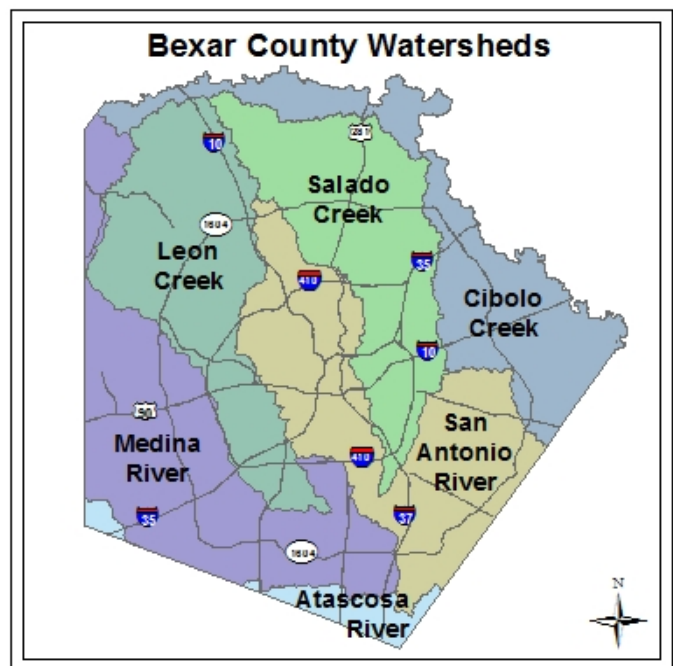 Bexar County Watersheds
281
10
Salado
Creek
1604
Leon
Creek
35
410
Cibolo
Creek
10
90
San
Antonio
River
Medina
River
410
35
37
1604
Atascosa
River
N